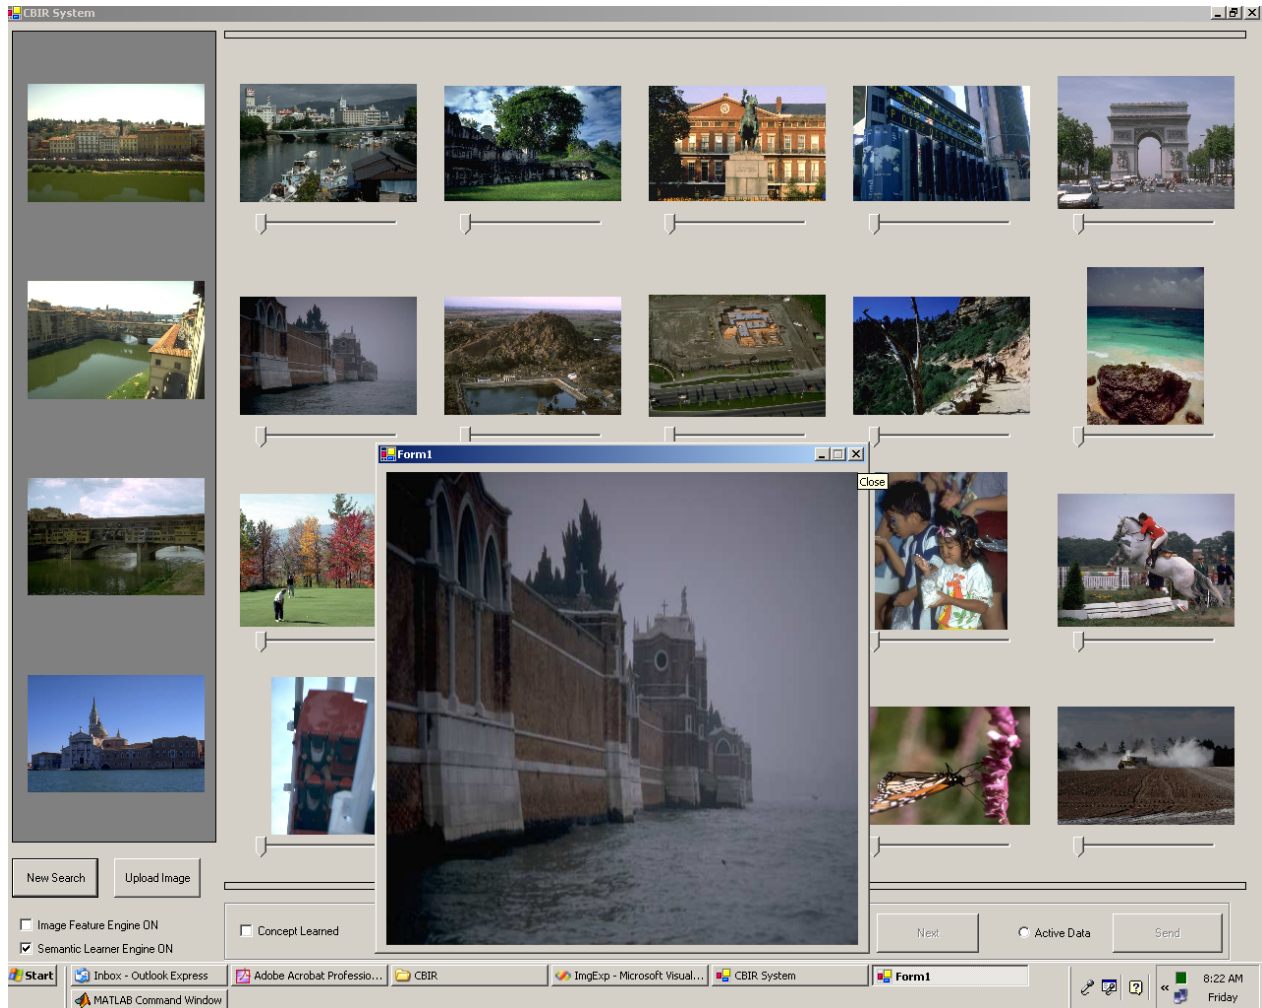 CBIR System
Form1
Close
New Search
Upload Image
Image Feature Engine ON
Semantic Learner Engine ON
Concept Learned
Next
Active Data
Send
Start
Inbox - Outlook Express
Adobe Acrobat Professio...
CBIR
ImgExp - Microsoft Visual...
CBIR System
Form1
8:22 AM
MATLAB Command Window
Friday